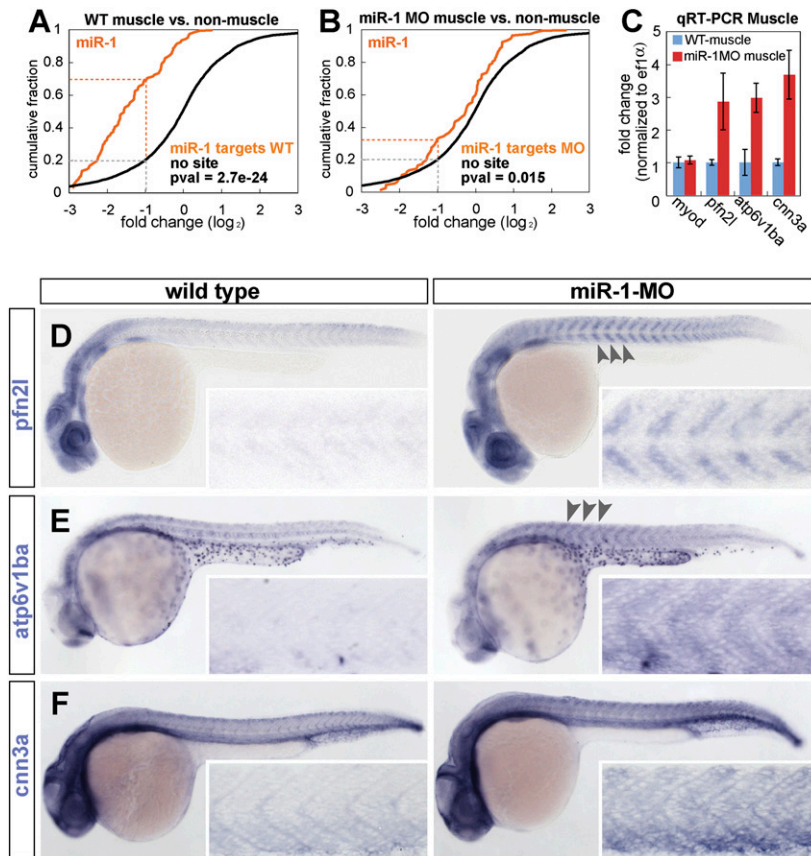 A
WT muscle vs. non-muscle
miR-1
cumulative fraction
1
0.8
0.6
0.4
0.2
0
miR-1 targets WT
no site
pval = 2.7e-24
-3 -2 -1 0 1 2 3
fold change (log₂)
B
miR-1 MO muscle vs. non-muscle
miR-1
cumulative fraction
1
0.8
0.6
0.4
0.2
0
miR-1 targets MO
no site
pval = 0.015
-3 -2 -1 0 1 2 3
fold change (log₂)
C
qRT-PCR Muscle
WT-muscle
miR-1MO muscle
fold change
(normalized to ef1α)
5
4
3
2
1
0
myod
pfn2l
atp6v1ba
cnn3a
wild type
miR-1-MO
D
pfn2l
E
atp6v1ba
F
cnn3a